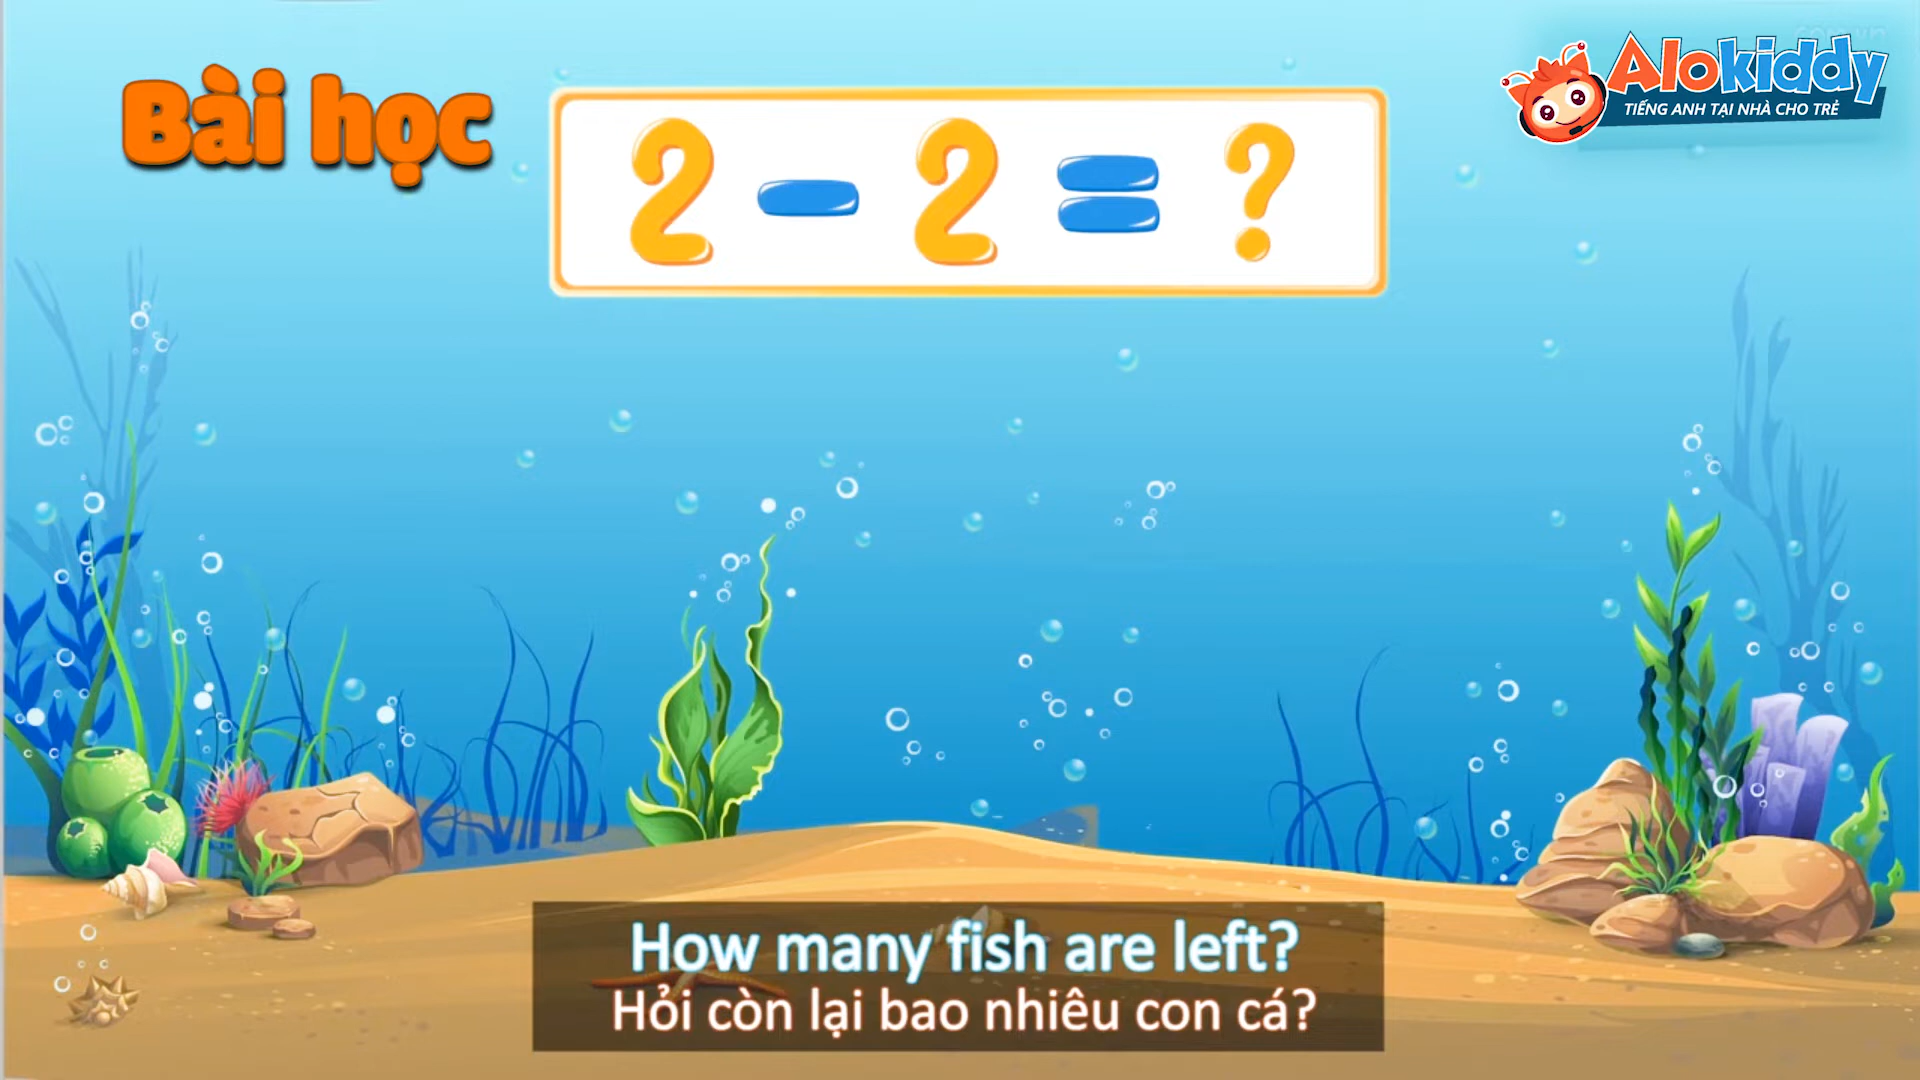 Bài học
2 - 2 = ?
Alokiddy
TIẾNG ANH TẠI NHÀ CHO TRẺ
How many fish are left?
Hỏi còn lại bao nhiêu con cá?